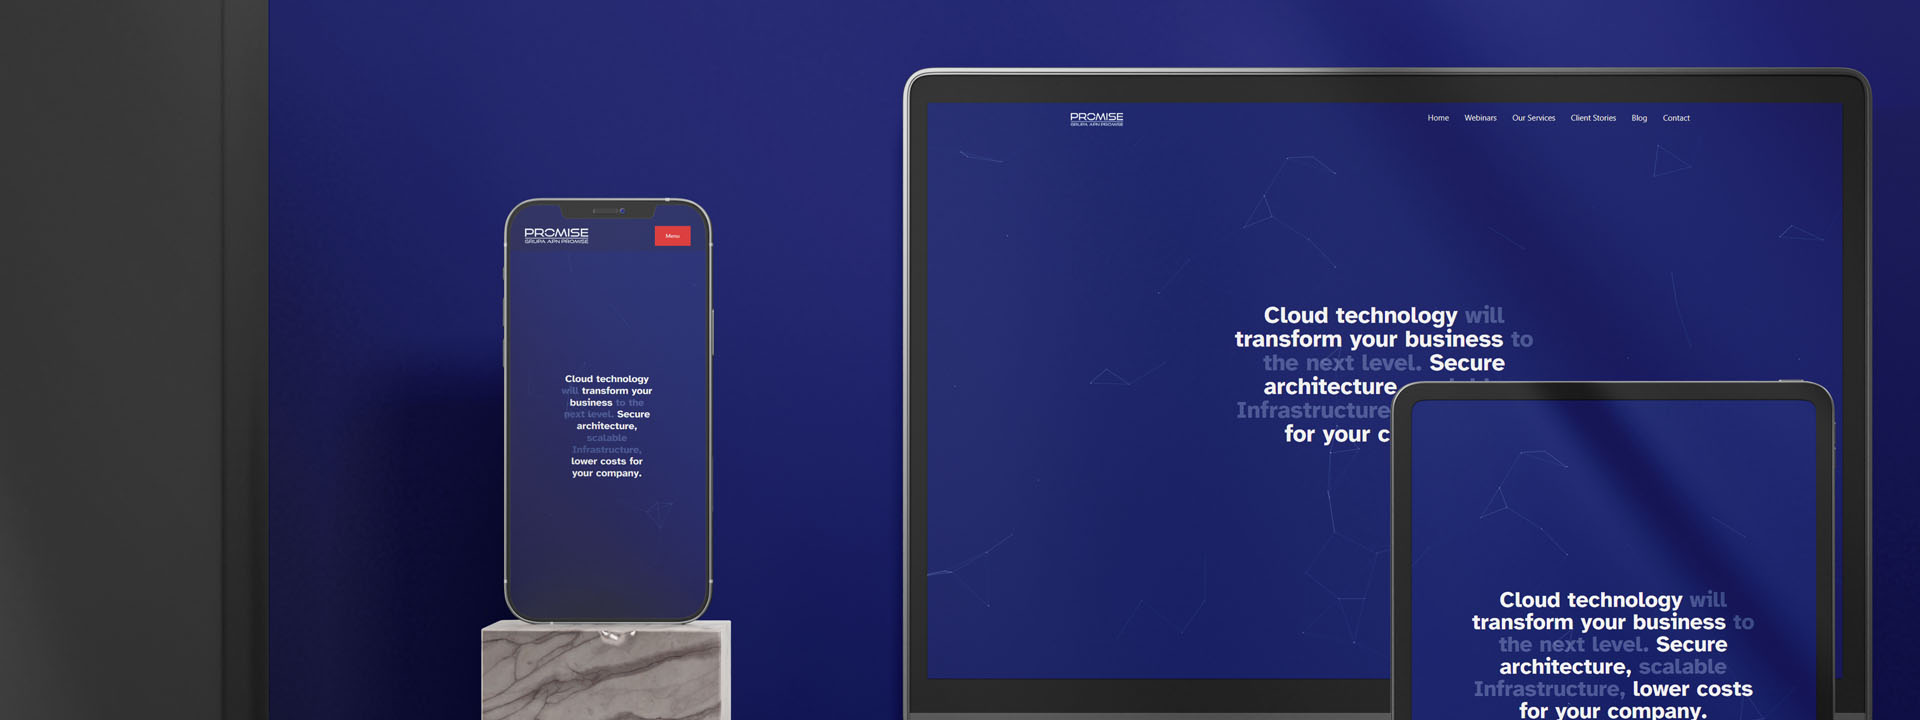 PROMISE
GRUPA APN PROMISE
Menu
Cloud technology
will transform your
business to the
next level. Secure
architecture,
scalable
Infrastructure,
lower costs for
your company.
PROMISE
GRUPA APN PROMISE
Home Webinars Our Services Client Stories Blog Contact
Cloud technology will
transform your business to
the next level. Secure
architecture,
Infrastructure
for your c
Cloud technology will
transform your business to
the next level. Secure
architecture, scalable
Infrastructure, lower costs
for your company.